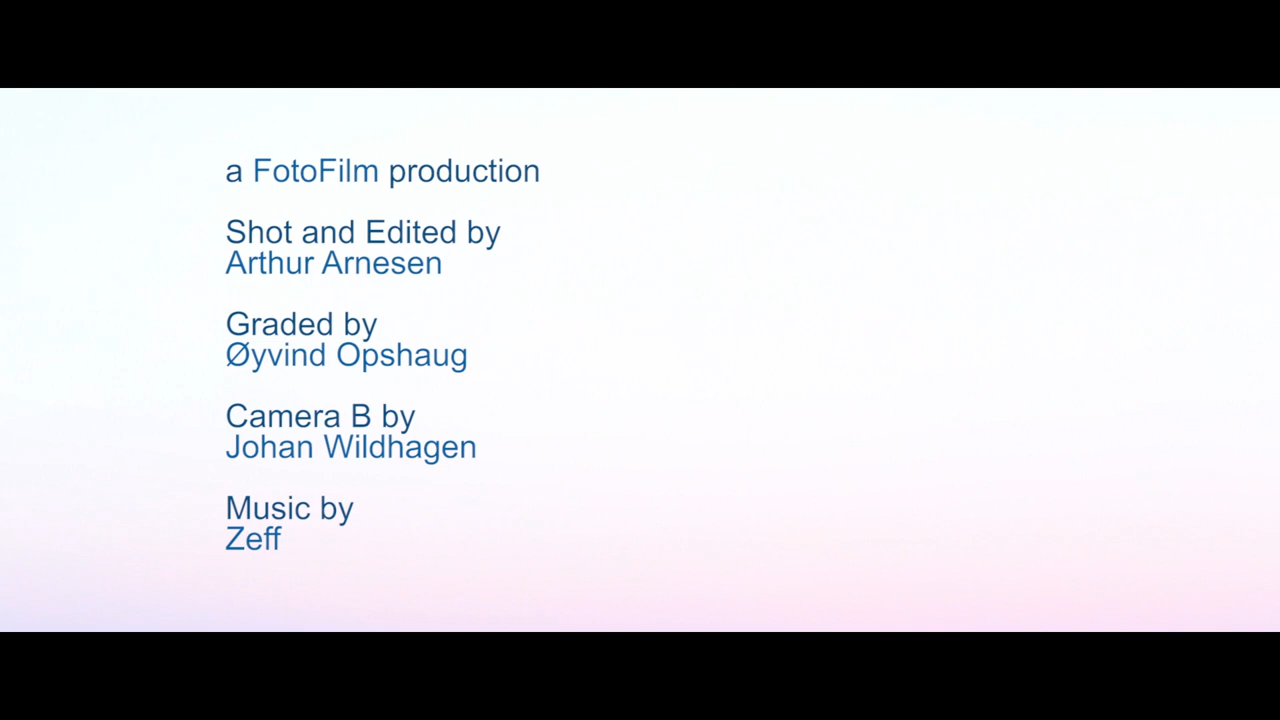 a FotoFilm production
Shot and Edited by
Arthur Arnesen
Graded by
Øyvind Opshaug
Camera B by
Johan Wildhagen
Music by
Zeff